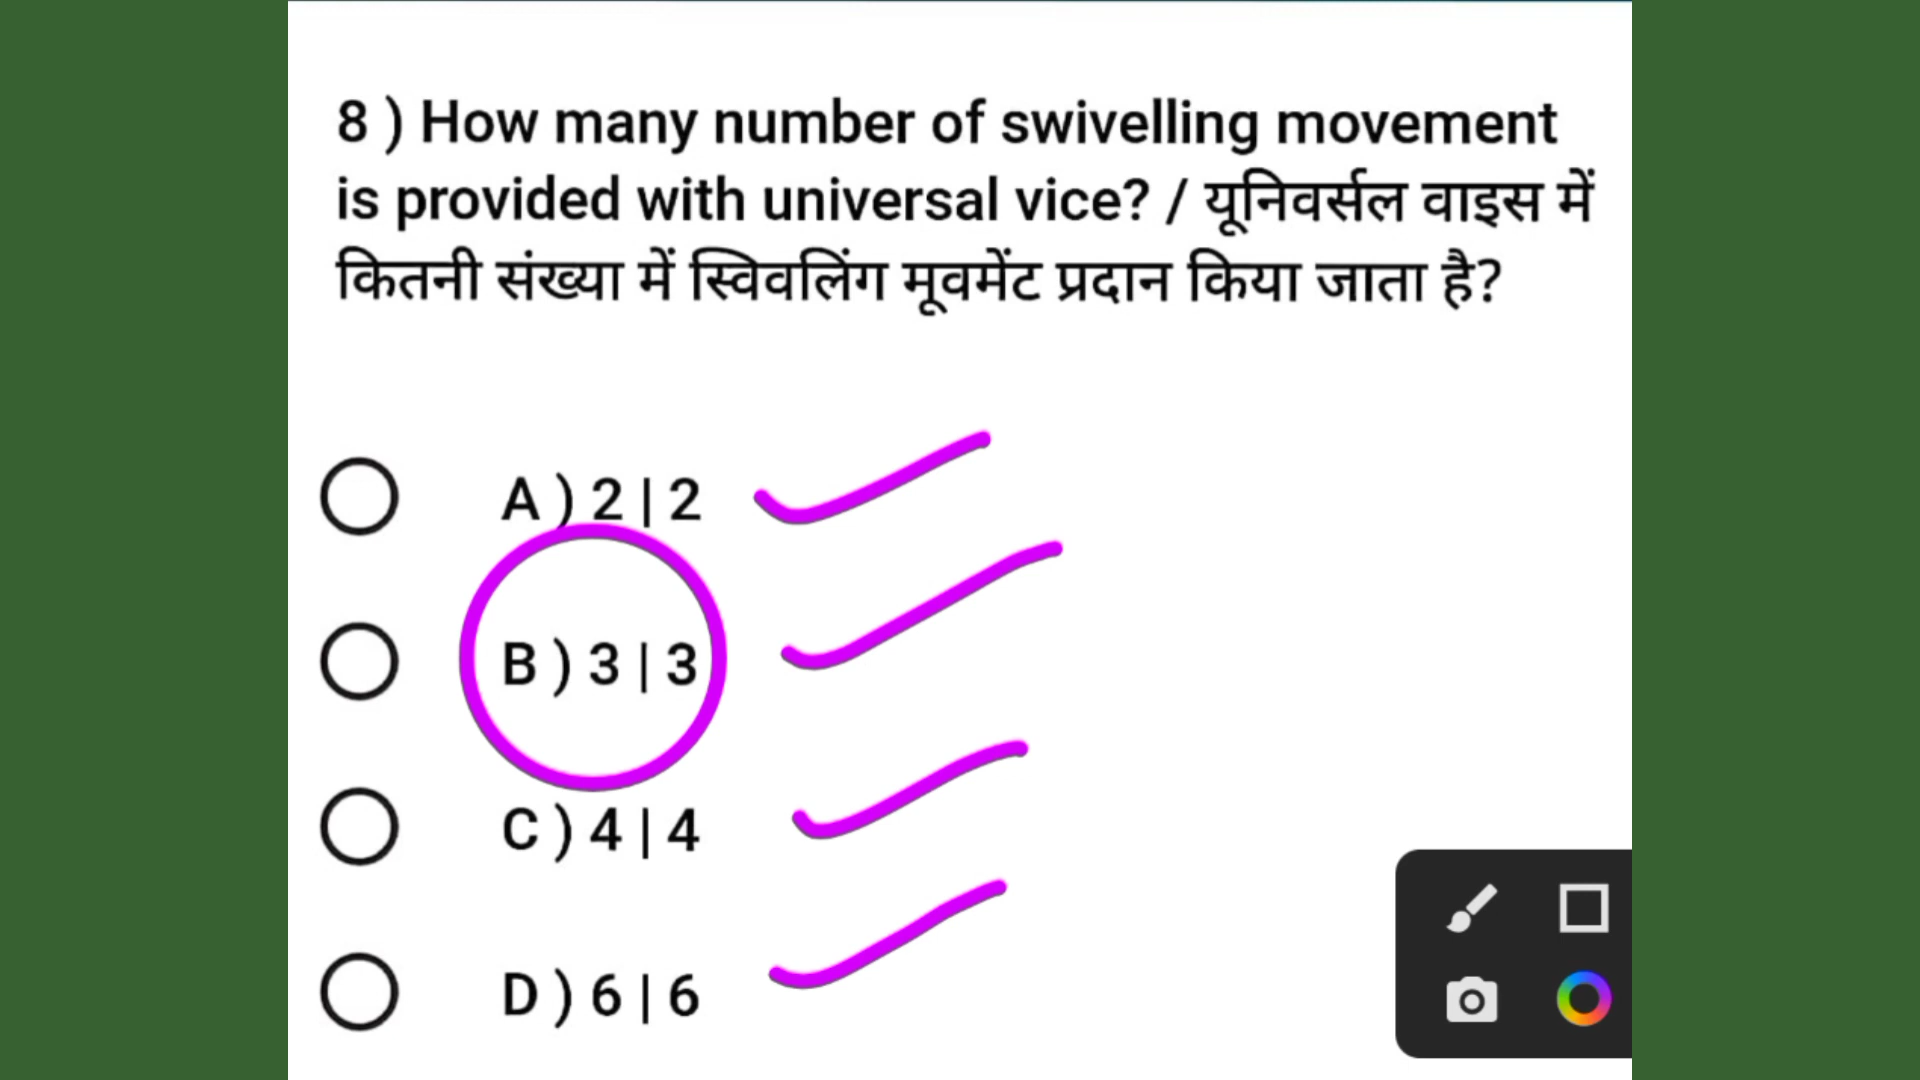 8 ) How many number of swivelling movement
is provided with universal vice? / यूनिवर्सल वाइस में
कितनी संख्या में स्विवलिंग मूवमेंट प्रदान किया जाता है?
A ) 2 | 2
B ) 3 | 3
C ) 4 | 4
D ) 6 | 6